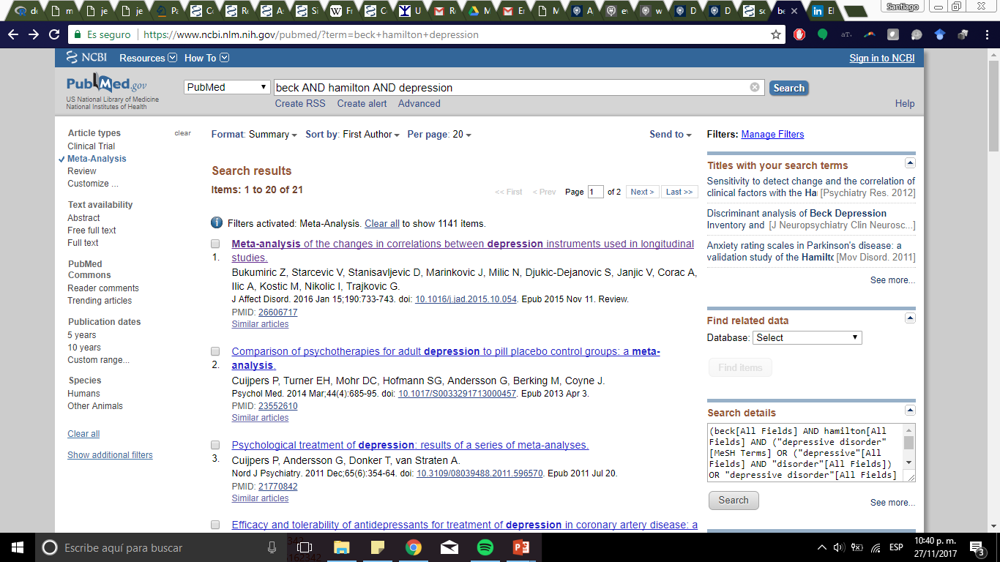 de
m
je
je
Pa
Co
Re
As
Si
Fr
Co
U
R
M
Er
M
A
ev
w
D
D
sc
be
El
Santiago
Es seguro
https://www.ncbi.nlm.nih.gov/pubmed/?term=beck+hamilton+depression
NCBI Resources How To
Sign in to NCBI
PubMed.gov
US National Library of Medicine
National Institutes of Health
PubMed
beck AND hamilton AND depression
Search
Create RSS Create alert Advanced
Help
Article types
clear
Clinical Trial
Meta-Analysis
Review
Customize ...
Text availability
Abstract
Free full text
Full text
PubMed
Commons
Reader comments
Trending articles
Publication dates
5 years
10 years
Custom range...
Species
Humans
Other Animals
Clear all
Show additional filters
Format: Summary Sort by: First Author Per page: 20
Send to
Search results
Items: 1 to 20 of 21
<< First < Prev Page 1 of 2 Next > Last >>
Filters activated: Meta-Analysis. Clear all to show 1141 items.
Meta-analysis of the changes in correlations between depression instruments used in longitudinal
1. studies.
Bukumiric Z, Starcevic V, Stanisavljevic D, Marinkovic J, Milic N, Djukic-Dejanovic S, Janjic V, Corac A,
Ilic A, Kostic M, Nikolic I, Trajkovic G.
J Affect Disord. 2016 Jan 15;190:733-743. doi: 10.1016/j.jad.2015.10.054. Epub 2015 Nov 11. Review.
PMID: 26606717
Similar articles
Comparison of psychotherapies for adult depression to pill placebo control groups: a meta-
2. analysis.
Cuijpers P, Turner EH, Mohr DC, Hofmann SG, Andersson G, Berking M, Coyne J.
Psychol Med. 2014 Mar;44(4):685-95. doi: 10.1017/S0033291713000457. Epub 2013 Apr 3.
PMID: 23552610
Similar articles
Psychological treatment of depression: results of a series of meta-analyses.
3.
Cuijpers P, Andersson G, Donker T, van Straten A.
Nord J Psychiatry. 2011 Dec;65(6):354-64. doi: 10.3109/08039488.2011.596570. Epub 2011 Jul 20.
PMID: 21770842
Similar articles
Efficacy and tolerability of antidepressants for treatment of depression in coronary artery disease: a
Filters: Manage Filters
Titles with your search terms
Sensitivity to detect change and the correlation of
clinical factors with the Ha [Psychiatry Res. 2012]
Discriminant analysis of Beck Depression
Inventory and [J Neuropsychiatry Clin Neurosc...]
Anxiety rating scales in Parkinson's disease: a
validation study of the Hamilto [Mov Disord. 2011]
See more...
Find related data
Database: Select
Find items
Search details
(beck[All Fields] AND hamilton[All
Fields] AND ("depressive disorder"
[MeSH Terms] OR ("depressive"[All
Fields] AND "disorder"[All Fields])
OR "depressive disorder"[All Fields]
Search
See more...
Escribe aquí para buscar
ESP
10:40 p. m.
27/11/2017
3